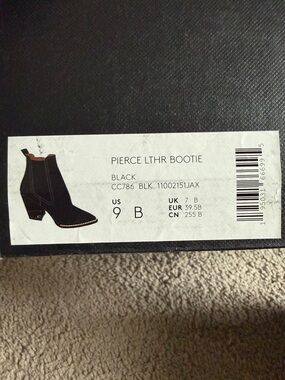 PIERCE LTHR BOOTIE
BLACK
CC786 BLK 11002151JAX
US
9 B
UK 7 B
EUR 39.5B
CN 255 B